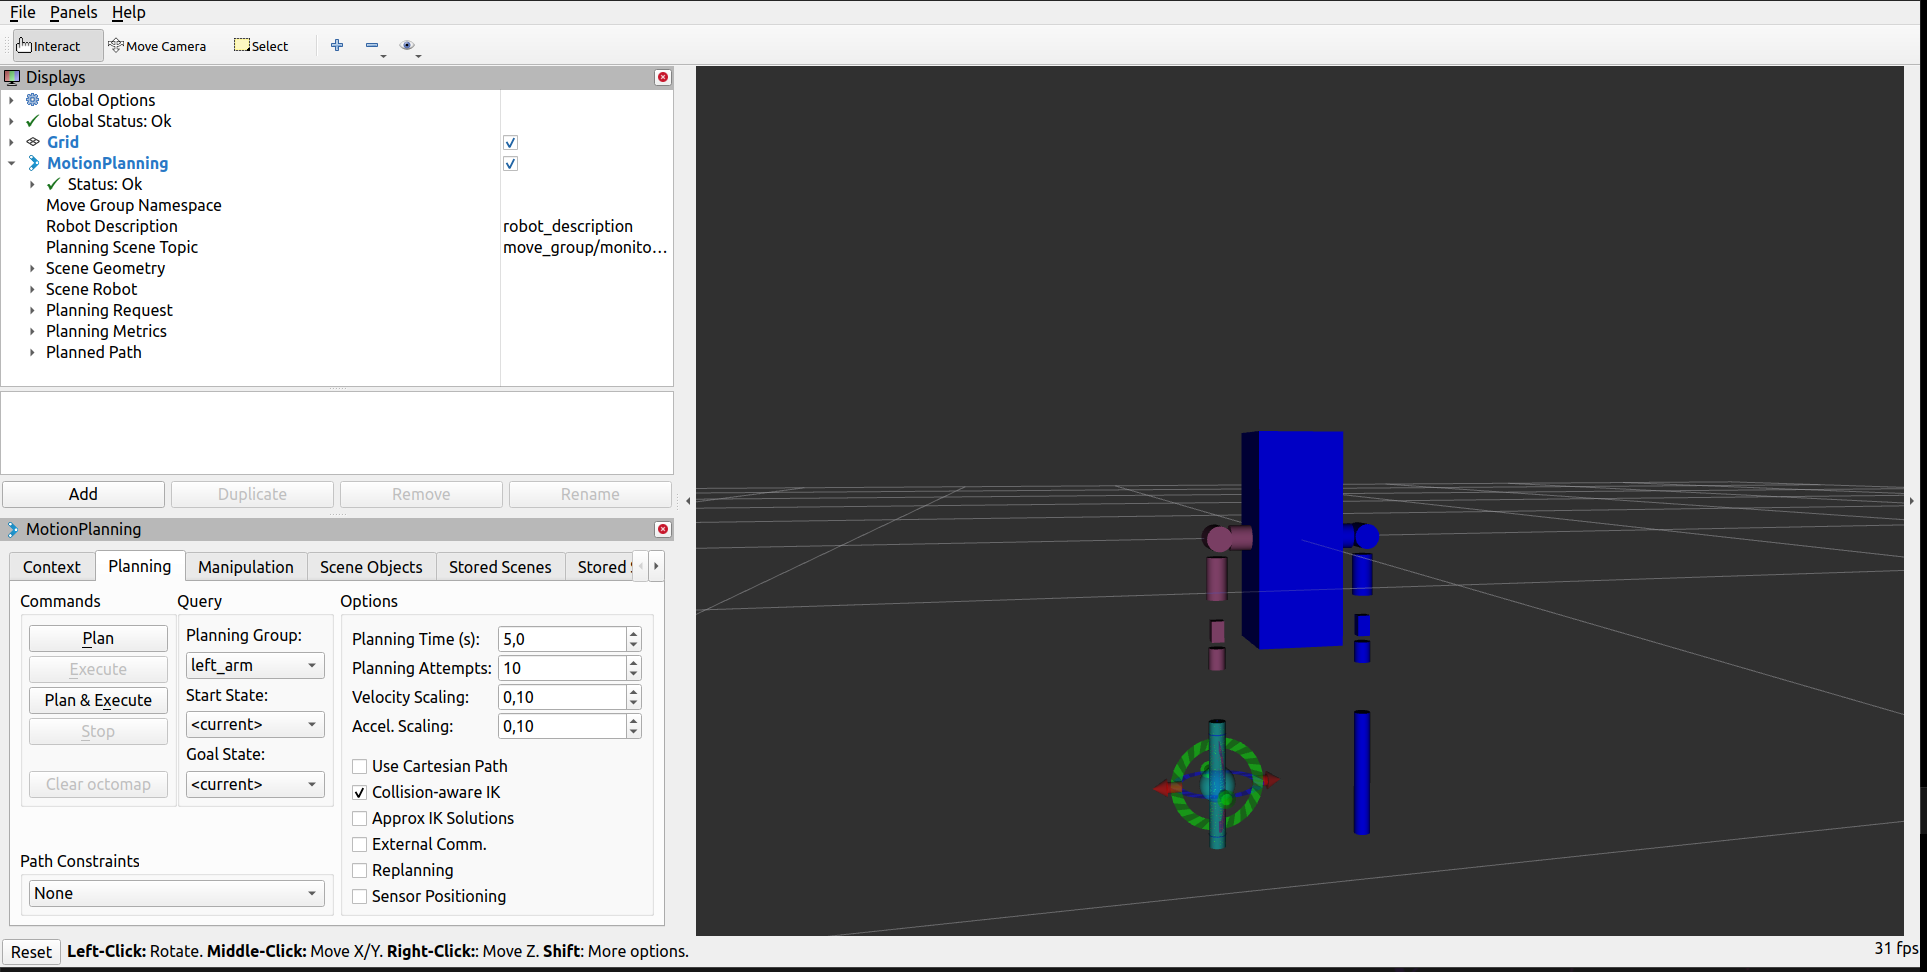 File Panels Help
Interact Move Camera Select
Displays
Global Options
Global Status: Ok
Grid
MotionPlanning
Status: Ok
Move Group Namespace
Robot Description robot_description
Planning Scene Topic move_group/monito...
Scene Geometry
Scene Robot
Planning Request
Planning Metrics
Planned Path
Add Duplicate Remove Rename
MotionPlanning
Context Planning Manipulation Scene Objects Stored Scenes Stored
Commands
Plan
Execute
Plan & Execute
Stop
Clear octomap
Query
Planning Group:
left_arm
Start State:
<current>
Goal State:
<current>
Path Constraints
None
Options
Planning Time (s): 5,0
Planning Attempts: 10
Velocity Scaling: 0,10
Accel. Scaling: 0,10
Use Cartesian Path
Collision-aware IK
Approx IK Solutions
External Comm.
Replanning
Sensor Positioning
Reset Left-Click: Rotate. Middle-Click: Move X/Y. Right-Click:: Move Z. Shift: More options.
31 fps